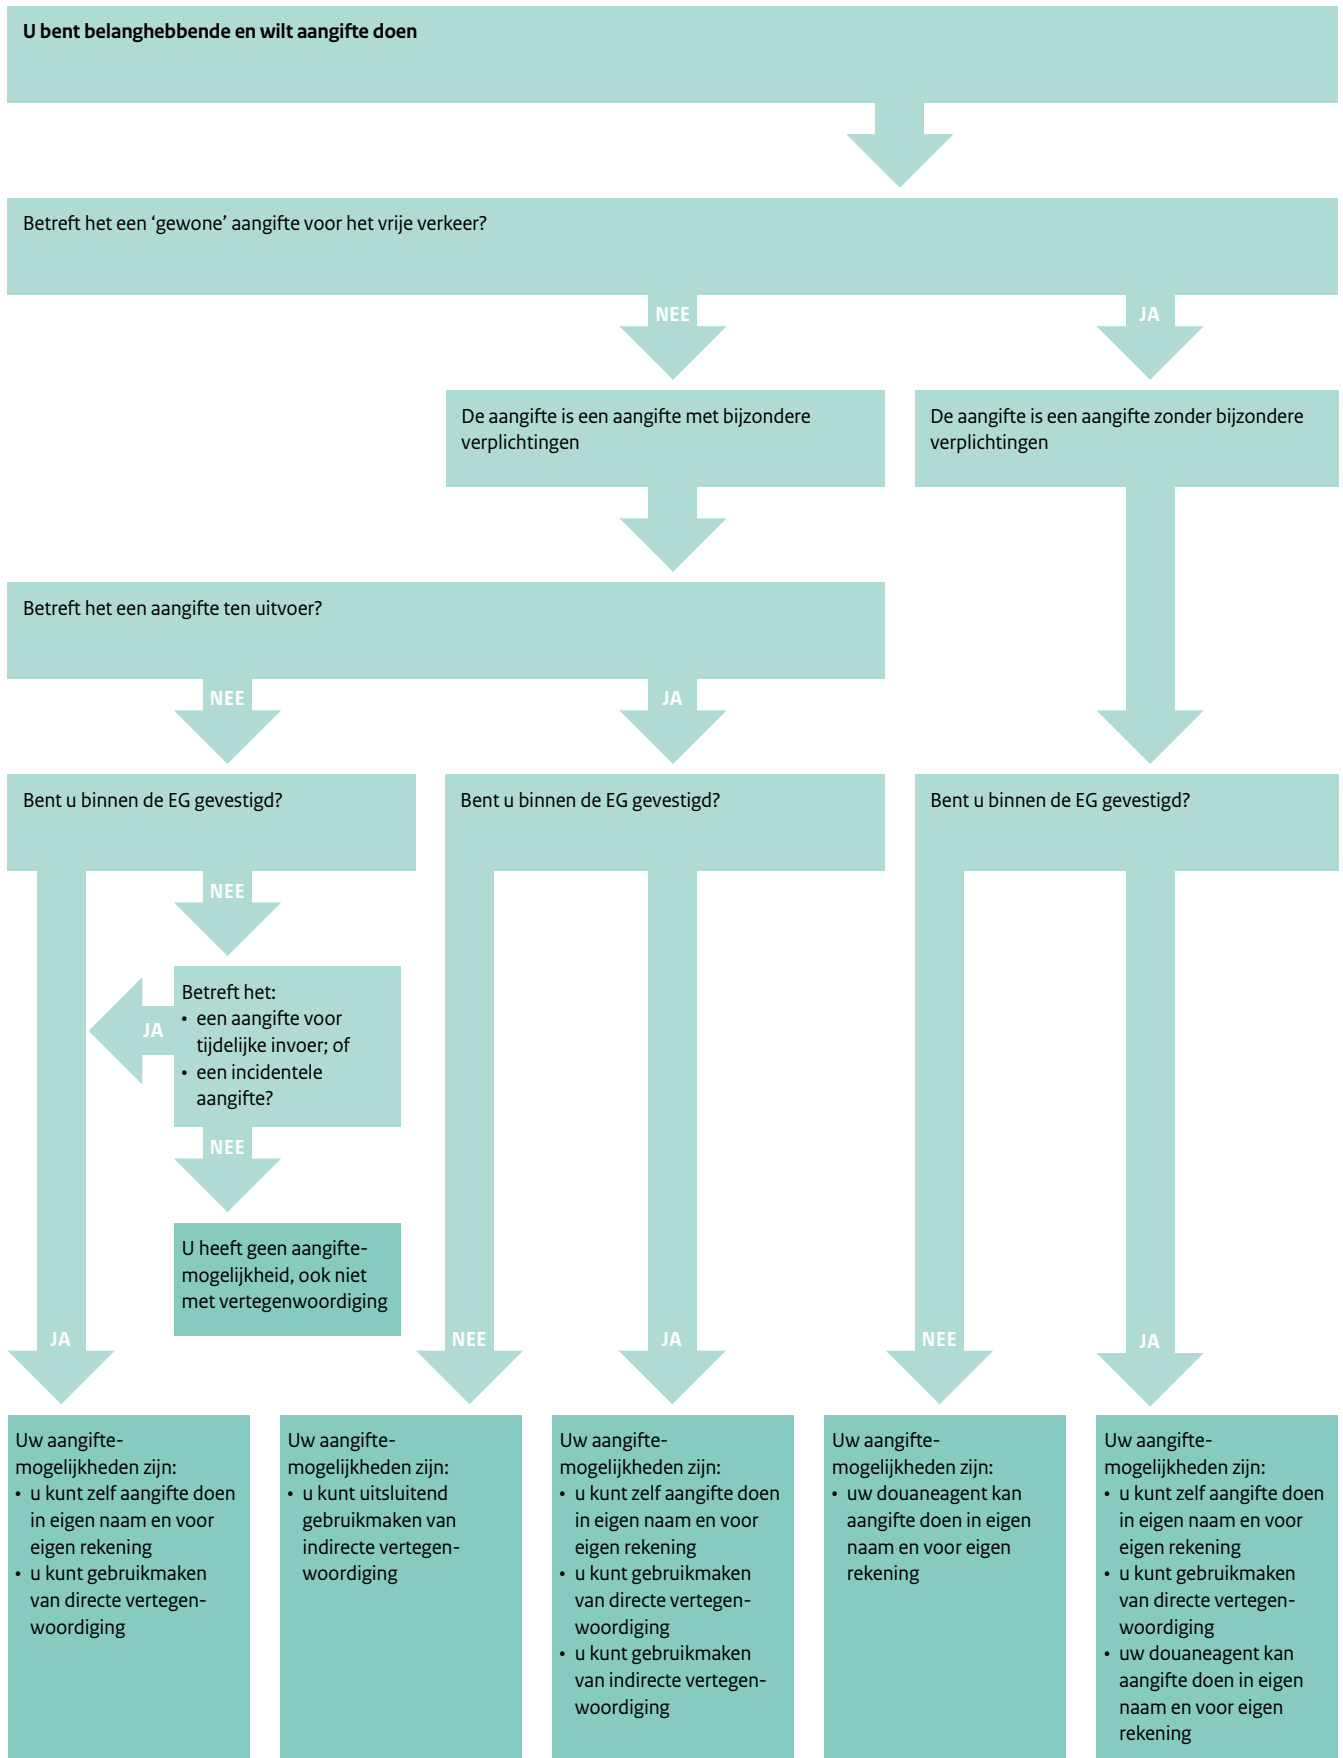 U bent belanghebbende en wilt aangifte doen
Betreft het een ‘gewone’ aangifte voor het vrije verkeer?
NEE
JA
De aangifte is een aangifte met bijzondere
verplichtingen
De aangifte is een aangifte zonder bijzondere
verplichtingen
Betreft het een aangifte ten uitvoer?
NEE
JA
Bent u binnen de EG gevestigd?
Bent u binnen de EG gevestigd?
Bent u binnen de EG gevestigd?
NEE
Betreft het:
• een aangifte voor
tijdelijke invoer; of
• een incidentele
aangifte?
JA
NEE
U heeft geen aangifte-
mogelijkheid, ook niet
met vertegenwoordiging
JA
NEE
JA
NEE
JA
Uw aangifte-
mogelijkheden zijn:
• u kunt zelf aangifte doen
in eigen naam en voor
eigen rekening
• u kunt gebruikmaken
van directe vertegen-
woordiging
Uw aangifte-
mogelijkheden zijn:
• u kunt uitsluitend
gebruikmaken van
indirecte vertegen-
woordiging
Uw aangifte-
mogelijkheden zijn:
• u kunt zelf aangifte doen
in eigen naam en voor
eigen rekening
• u kunt gebruikmaken
van directe vertegen-
woordiging
• u kunt gebruikmaken
van indirecte vertegen-
woordiging
Uw aangifte-
mogelijkheden zijn:
• uw douaneagent kan
aangifte doen in eigen
naam en voor eigen
rekening
Uw aangifte-
mogelijkheden zijn:
• u kunt zelf aangifte doen
in eigen naam en voor
eigen rekening
• u kunt gebruikmaken
van directe vertegen-
woordiging
• uw douaneagent kan
aangifte doen in eigen
naam en voor eigen
rekening